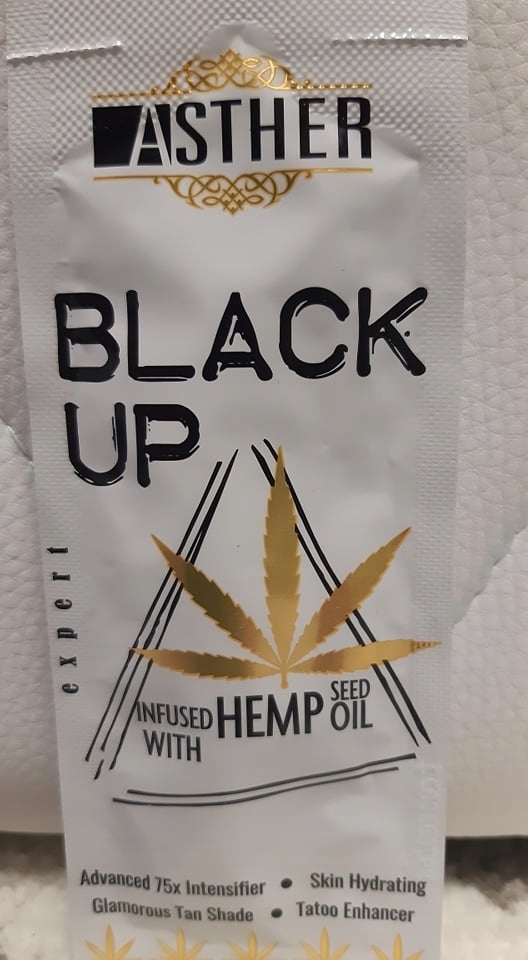 ASTHER
BLACK
UP
expert
INFUSED WITH HEMP SEED OIL
Advanced 75x Intensifier • Skin Hydrating
Glamorous Tan Shade • Tatoo Enhancer